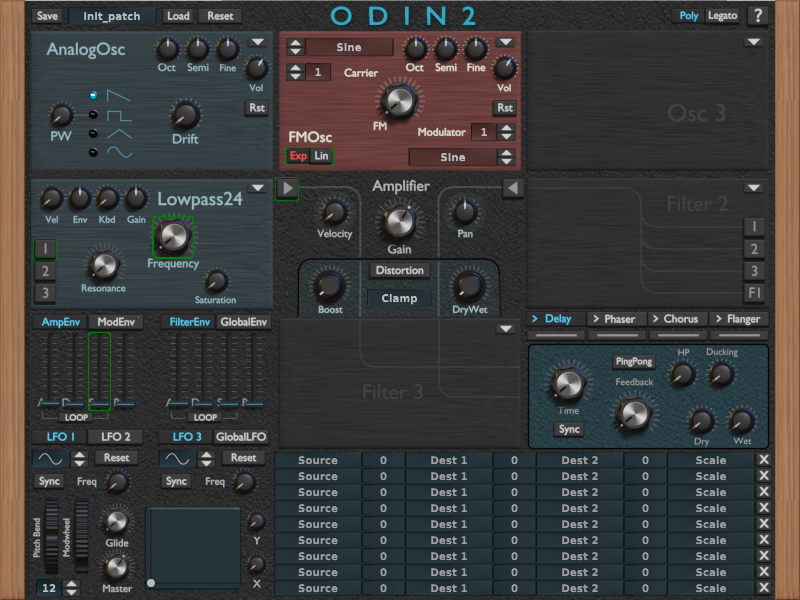 Save Init_patch Load Reset ODIN 2 Poly Legato ?
AnalogOsc
Oct Semi Fine
Vol
Rst
PW
Drift
Sine
1 Carrier
Oct Semi Fine
Vol
Rst
FM
Modulator 1
FMOsc
Exp Lin
Sine
Osc 3
Lowpass24
Vel Env Kbd Gain
1
2
3
Frequency
Resonance
Saturation
Amplifier
Velocity
Gain
Pan
Distortion
Clamp
Boost
DryWet
Filter 2
1
2
3
F1
AmpEnv ModEnv FilterEnv GlobalEnv
A D S R A D S R
LOOP LOOP
Filter 3
> Delay > Phaser > Chorus > Flanger
PingPong
HP Ducking
Feedback
Time
Sync
Dry Wet
LFO 1 LFO 2 LFO 3 GlobalLFO
Reset Reset
Sync Freq Sync Freq
Pitch Bend
Modwheel
Glide
Master
12
Y
X
Source 0 Dest 1 0 Dest 2 0 Scale X
Source 0 Dest 1 0 Dest 2 0 Scale X
Source 0 Dest 1 0 Dest 2 0 Scale X
Source 0 Dest 1 0 Dest 2 0 Scale X
Source 0 Dest 1 0 Dest 2 0 Scale X
Source 0 Dest 1 0 Dest 2 0 Scale X
Source 0 Dest 1 0 Dest 2 0 Scale X
Source 0 Dest 1 0 Dest 2 0 Scale X
Source 0 Dest 1 0 Dest 2 0 Scale X